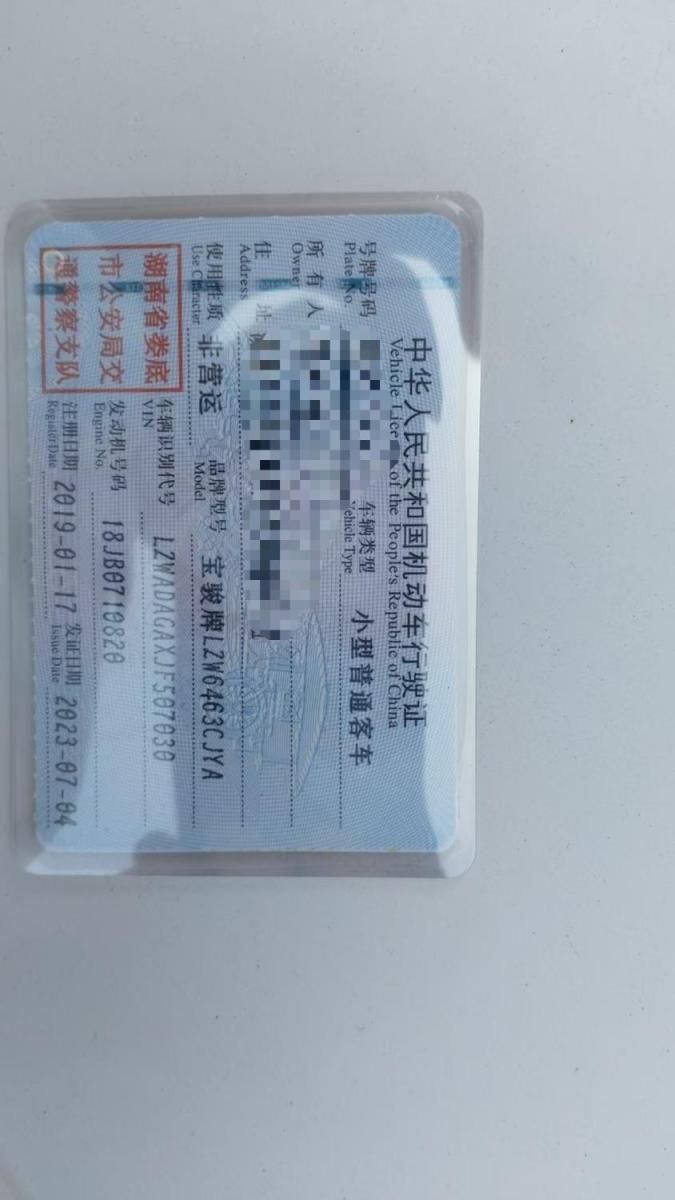 中华人民共和国机动车行驶证
Vehicle License of the People's Republic of China
号牌号码 车辆类型 小型普通客车
Plate No. Vehicle Type
所有人
Owner
住址
Address
使用性质 非营运 品牌型号 宝骏牌LZW6463CJYA
Use Character Model
湖南省娄底
市公安局交
通警察支队
车辆识别代号 LZWADAGAXJF507030
VIN
发动机号码 18JB0710820
Engine No.
注册日期 2019-01-17 发证日期 2023-07-04
Register Date Issue Date